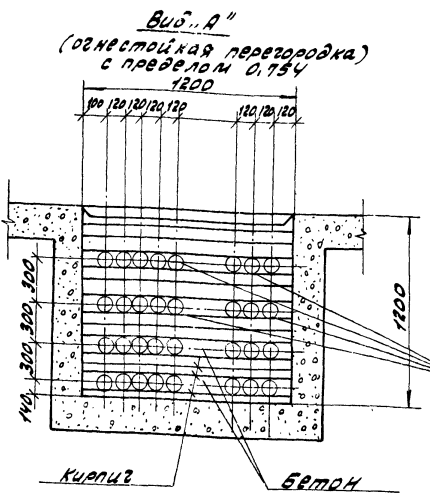 Вид „А"
(огнестойкая перегородка)
с пределом 0,75ч
1200
100 120 120 120 120 120 120 120
300
300
300
140
1200
кирпич
бетон